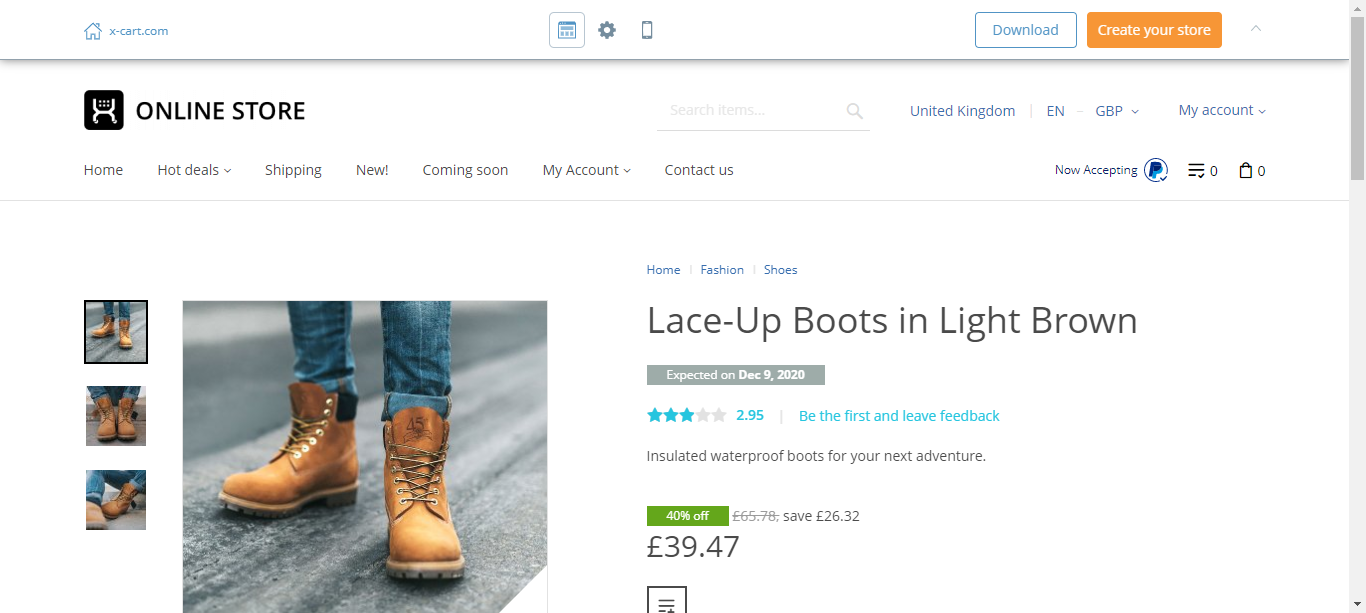 x-cart.com
Download
Create your store
ONLINE STORE
Search items...
United Kingdom
EN
GBP
My account
Home
Hot deals
Shipping
New!
Coming soon
My Account
Contact us
Now Accepting
0
0
Home
Fashion
Shoes
Lace-Up Boots in Light Brown
Expected on Dec 9, 2020
2.95
Be the first and leave feedback
Insulated waterproof boots for your next adventure.
40% off £65.78, save £26.32
£39.47